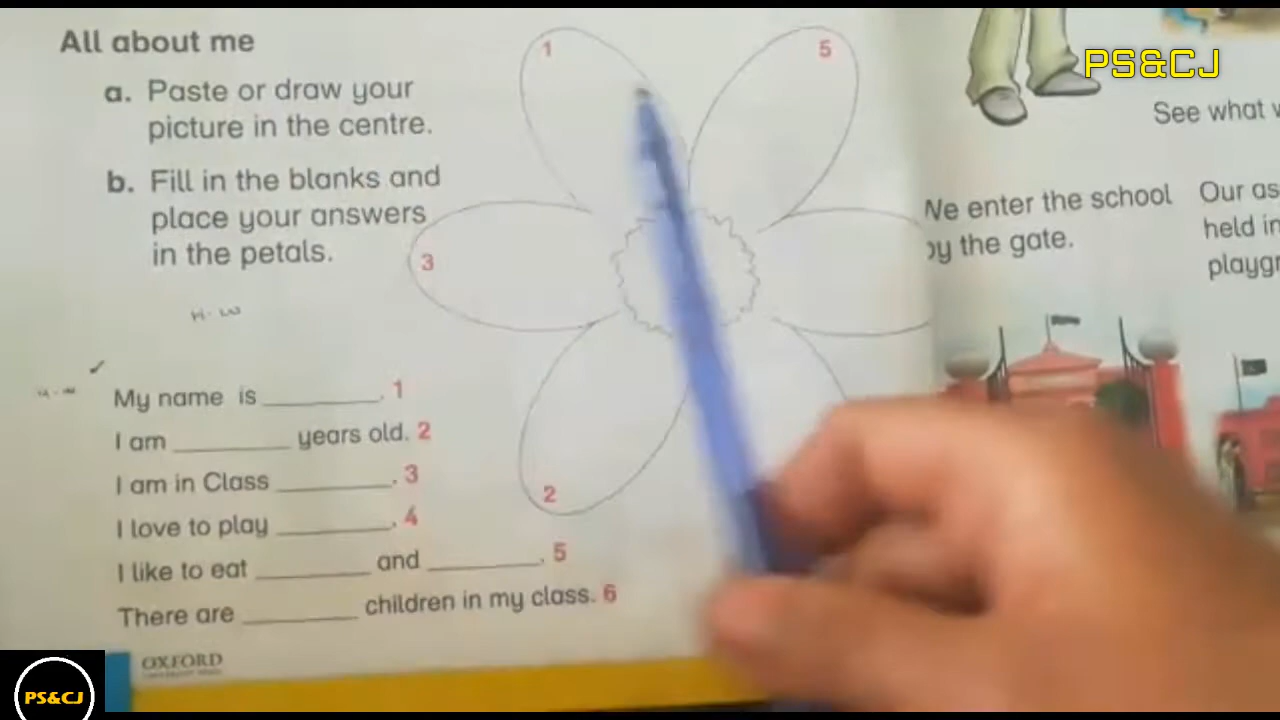 All about me
a. Paste or draw your
picture in the centre.
b. Fill in the blanks and
place your answers
in the petals.
H.W
H.W
My name is ________. 1
I am ________ years old. 2
I am in Class ________. 3
I love to play ________. 4
I like to eat ________ and ________. 5
There are ________ children in my class. 6
OXFORD
1
5
3
2
PS&CJ
See what
We enter the school
by the gate.
Our as
held in
playgr
PS&CJ